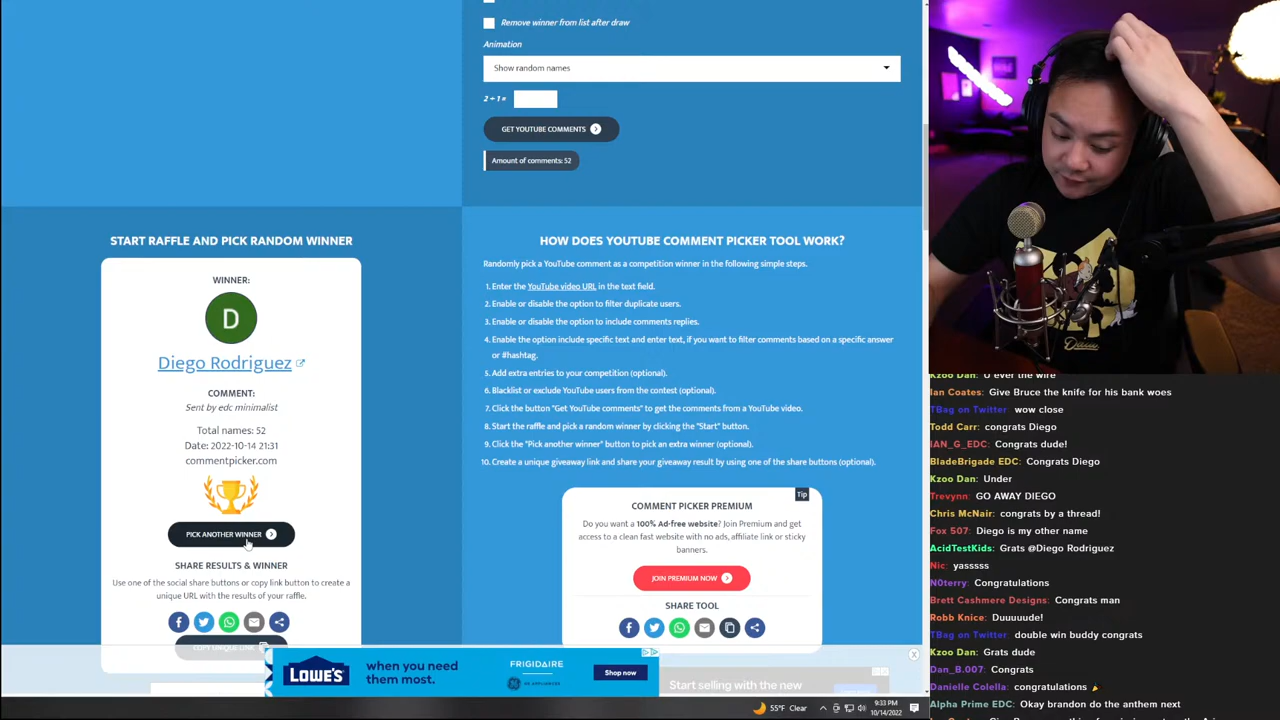 Remove winner from list after draw
Animation
Show random names
2 + 1 =
GET YOUTUBE COMMENTS
Amount of comments: 52
START RAFFLE AND PICK RANDOM WINNER
WINNER:
D
Diego Rodriguez
COMMENT:
Sent by edc minimalist
Total names: 52
Date: 2022-10-14 21:31
commentpicker.com
PICK ANOTHER WINNER
SHARE RESULTS & WINNER
Use one of the social share buttons or copy link button to create a
unique URL with the results of your raffle.
COPY UNIQUE LINK
HOW DOES YOUTUBE COMMENT PICKER TOOL WORK?
Randomly pick a YouTube comment as a competition winner in the following simple steps.
1. Enter the YouTube video URL in the text field.
2. Enable or disable the option to filter duplicate users.
3. Enable or disable the option to include comments replies.
4. Enable the option include specific text and enter text, if you want to filter comments based on a specific answer
or #hashtag.
5. Add extra entries to your competition (optional).
6. Blacklist or exclude YouTube users from the contest (optional).
7. Click the button "Get YouTube comments" to get the comments from a YouTube video.
8. Start the raffle and pick a random winner by clicking the "Start" button.
9. Click the "Pick another winner" button to pick an extra winner (optional).
10. Create a unique giveaway link and share your giveaway result by using one of the share buttons (optional).
Tip
COMMENT PICKER PREMIUM
Do you want a 100% Ad-free website? Join Premium and get
access to a clean fast website with no ads, affiliate link or sticky
banners.
JOIN PREMIUM NOW
SHARE TOOL
LOWE'S
when you need
them most.
FRIGIDAIRE
GE APPLIANCES
Shop now
Start selling with the new
55°F Clear
9:33 PM
10/14/2022
Kzoo Dan: U ever the wife
Ian Coates: Give Bruce the knife for his bank woes
TBag on Twitter: wow close
Todd Carr: congrats Diego
IAN_G_EDC: Congrats dude!
BladeBrigade EDC: Congrats Diego
Kzoo Dan: Under
Trevynn: GO AWAY DIEGO
Chris McNair: congrats by a thread!
Fox 507: Diego is my other name
AcidTestKids: Grats @Diego Rodriguez
Nic: yasssss
N0terry: Congratulations
Brett Cashmere Designs: Congrats man
Robb Knice: Duuuuude!
TBag on Twitter: double win buddy congrats
Kzoo Dan: Grats dude
Dan_B.007: Congrats
Danielle Colella: congratulations
Alpha Prime EDC: Okay brandon do the anthem next